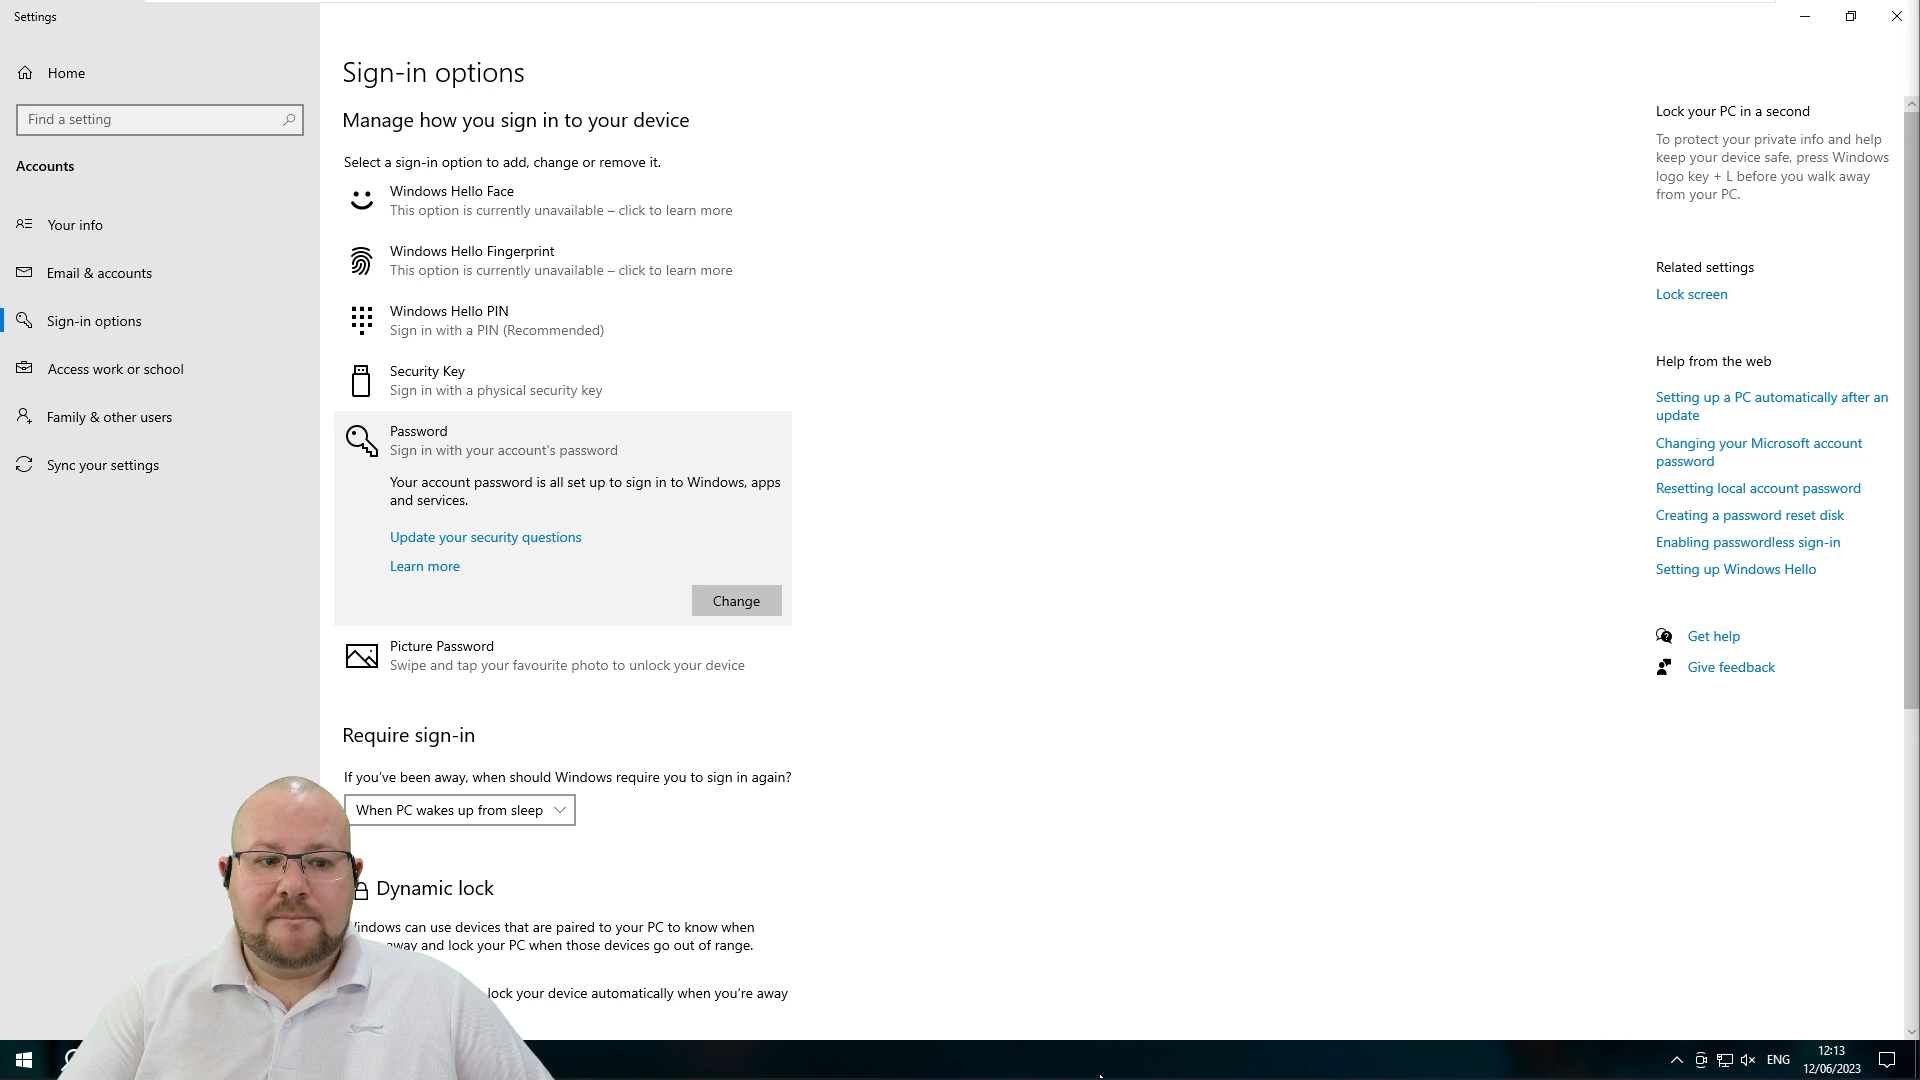 Settings
Home
Find a setting
Accounts
Your info
Email & accounts
Sign-in options
Access work or school
Family & other users
Sync your settings
Sign-in options
Manage how you sign in to your device
Select a sign-in option to add, change or remove it.
Windows Hello Face
This option is currently unavailable – click to learn more
Windows Hello Fingerprint
This option is currently unavailable – click to learn more
Windows Hello PIN
Sign in with a PIN (Recommended)
Security Key
Sign in with a physical security key
Password
Sign in with your account's password
Your account password is all set up to sign in to Windows, apps
and services.
Update your security questions
Learn more
Change
Picture Password
Swipe and tap your favourite photo to unlock your device
Require sign-in
If you've been away, when should Windows require you to sign in again?
When PC wakes up from sleep
Dynamic lock
Windows can use devices that are paired to your PC to know when
away and lock your PC when those devices go out of range.
lock your device automatically when you're away
Lock your PC in a second
To protect your private info and help
keep your device safe, press Windows
logo key + L before you walk away
from your PC.
Related settings
Lock screen
Help from the web
Setting up a PC automatically after an
update
Changing your Microsoft account
password
Resetting local account password
Creating a password reset disk
Enabling passwordless sign-in
Setting up Windows Hello
Get help
Give feedback
ENG
12:13
12/06/2023